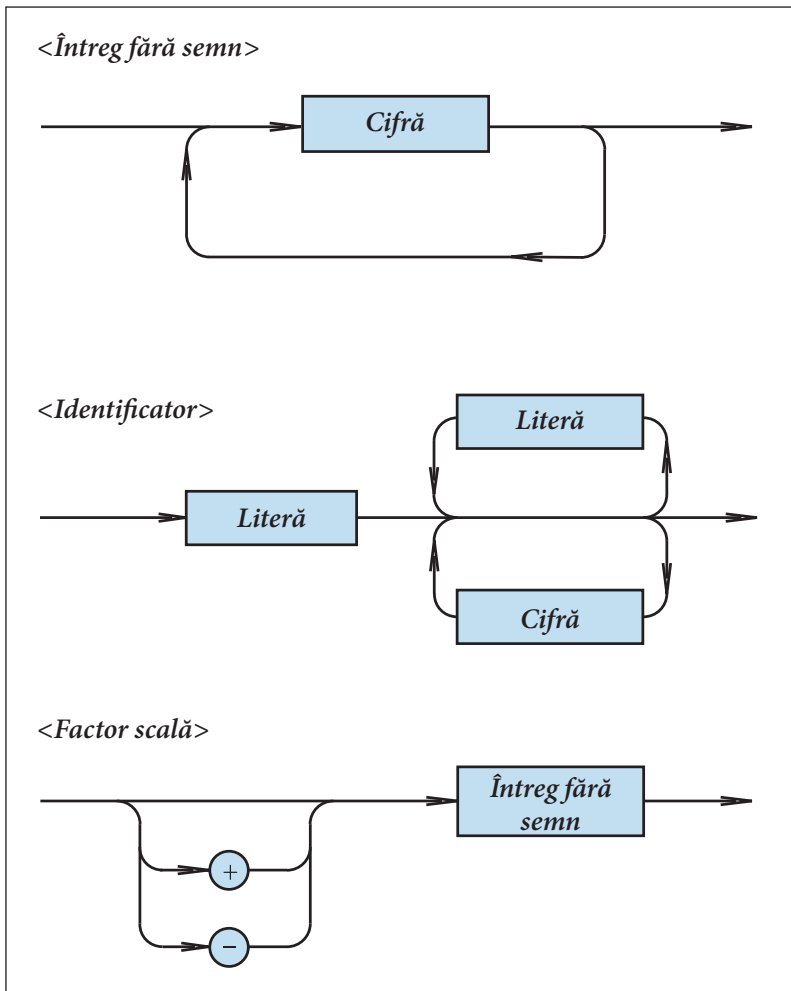 <Întreg fără semn>
Cifră
<Identificator>
Literă
Literă
Cifră
<Factor scală>
Întreg fără
semn
+
−